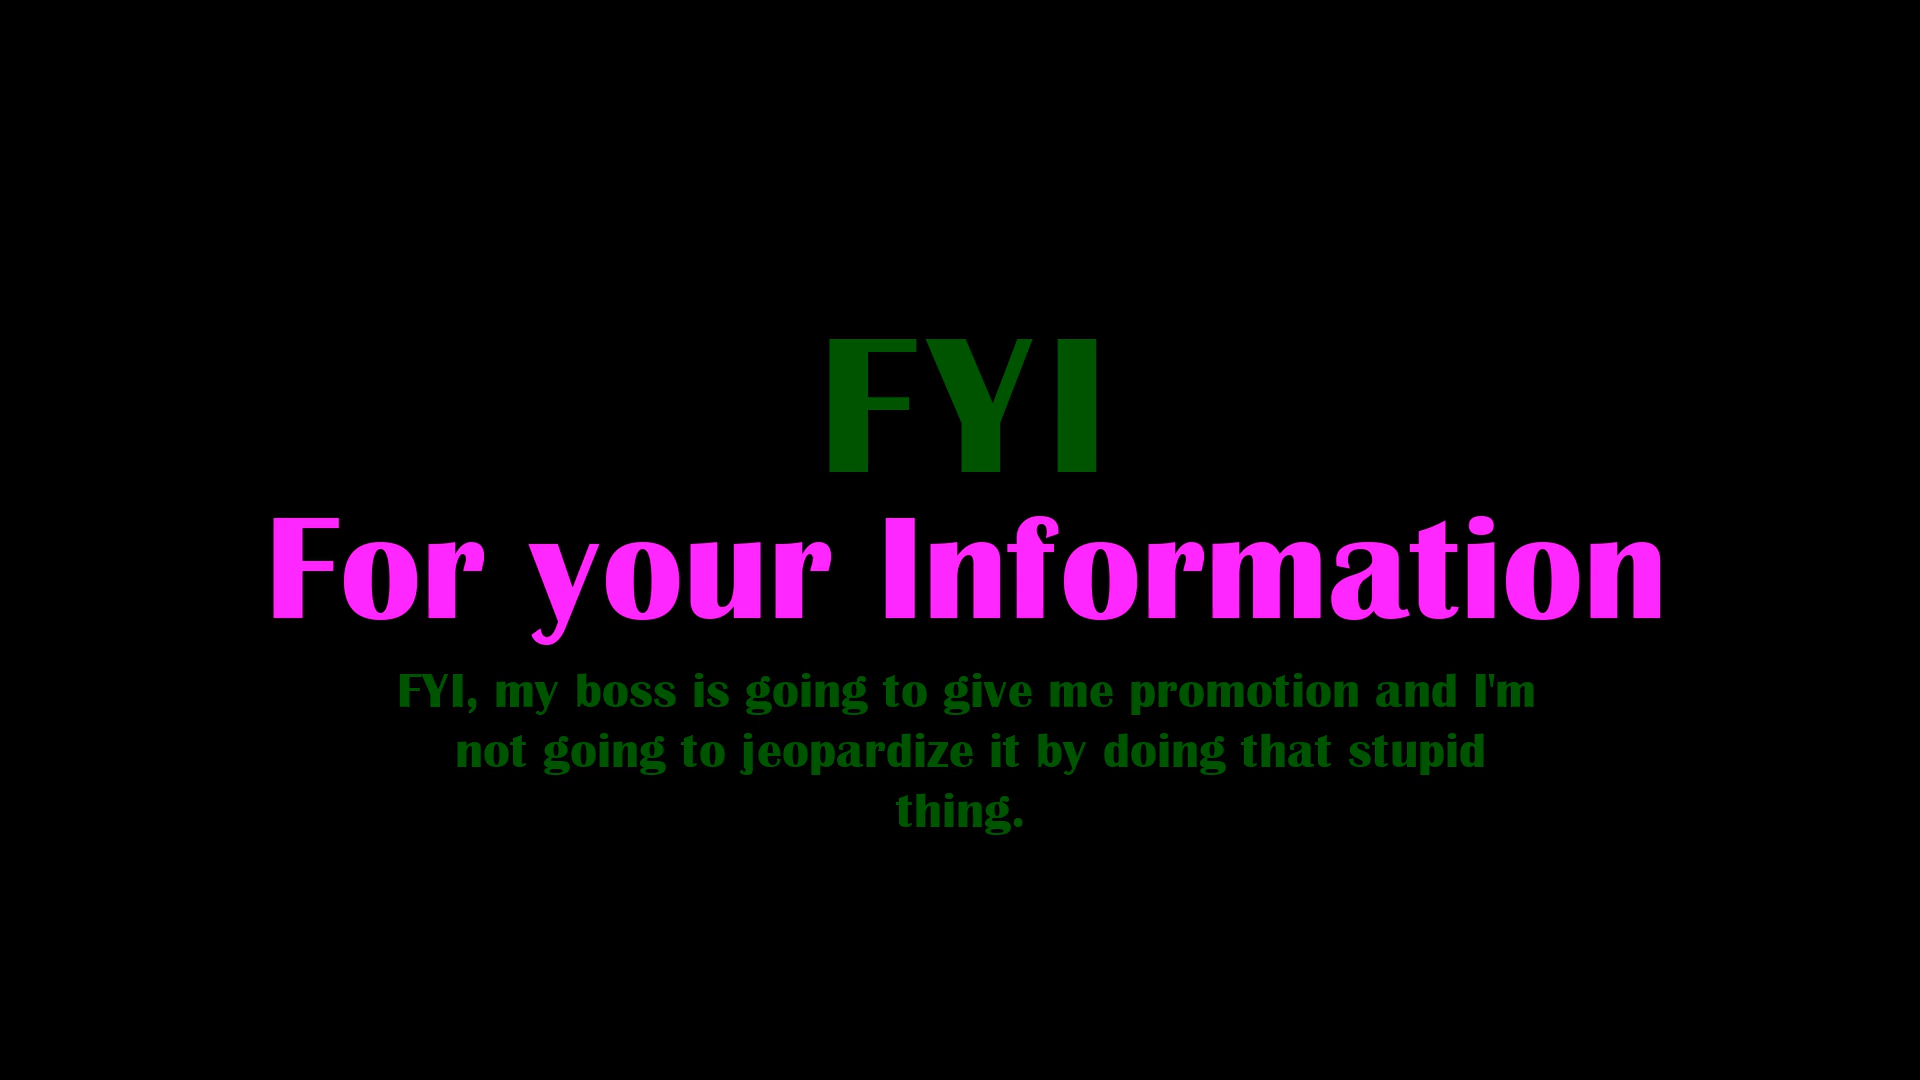 FYI
For your Information
FYI, my boss is going to give me promotion and I'm
not going to jeopardize it by doing that stupid
thing.